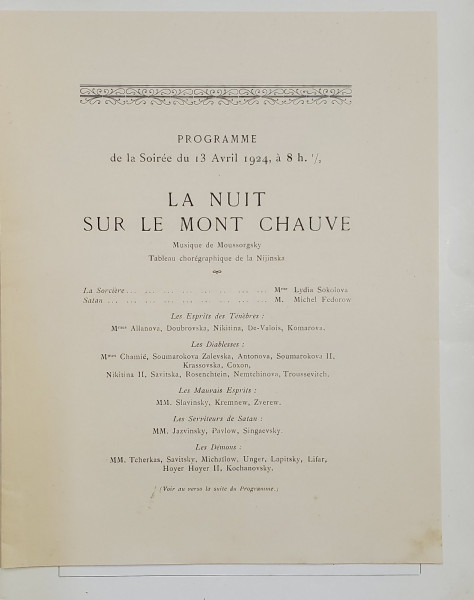 PROGRAMME
de la Soirée du 13 Avril 1924, à 8 h. 1/2
LA NUIT
SUR LE MONT CHAUVE
Musique de Moussorgsky
Tableau chorégraphique de la Nijinska
La Sorcière ... ... ... ... ... ... ... ... ... Mme Lydia Sokolova
Satan ... ... ... ... ... ... ... ... ... ... M. Michel Fedorow
Les Esprits des Ténèbres :
Mmes Allanova, Doubrovska, Nikitina, De-Valois, Komarova.
Les Diablesses :
Mmes Chamié, Soumarokova Zalevska, Antonova, Soumarokova II,
Krassovska, Coxon,
Nikitina II, Savitska, Rosenchtein, Nemtchinova, Troussevitch.
Les Mauvais Esprits :
MM. Slavinsky, Kremnew, Zverew.
Les Serviteurs de Satan :
MM. Jazvinsky, Pavlow, Singaevsky.
Les Démons :
MM. Tcherkas, Savitsky, Michaïlow, Unger, Lapitsky, Lifar,
Hoyer Hoyer II, Kochanovsky.
(Voir au verso la suite du Programme.)